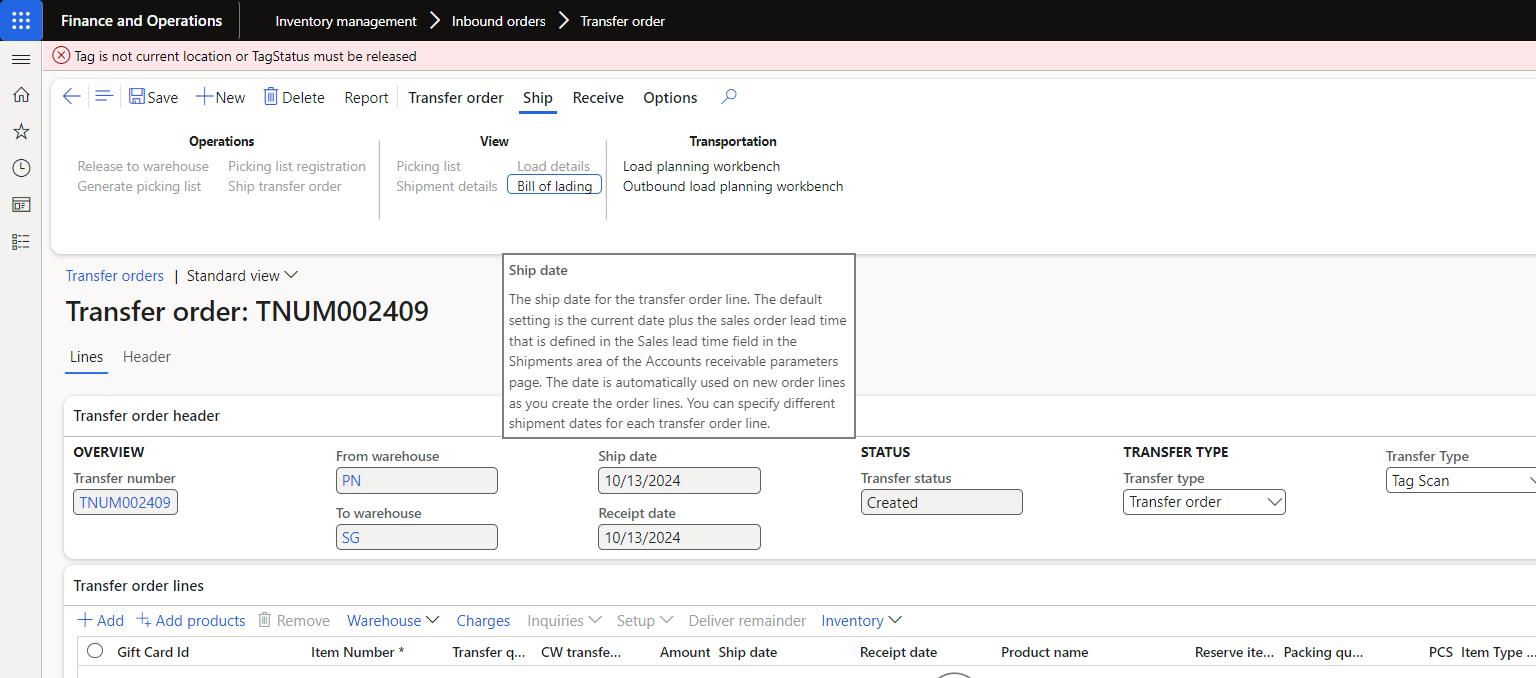 Finance and Operations
Inventory management
Inbound orders
Transfer order
Tag is not current location or TagStatus must be released
Save
New
Delete
Report
Transfer order
Ship
Receive
Options
Operations
Release to warehouse
Picking list registration
Generate picking list
Ship transfer order
View
Picking list
Load details
Shipment details
Bill of lading
Transportation
Load planning workbench
Outbound load planning workbench
Transfer orders | Standard view
Transfer order: TNUM002409
Lines
Header
Ship date
The ship date for the transfer order line. The default
setting is the current date plus the sales order lead time
that is defined in the Sales lead time field in the
Shipments area of the Accounts receivable parameters
page. The date is automatically used on new order lines
as you create the order lines. You can specify different
shipment dates for each transfer order line.
Transfer order header
OVERVIEW
Transfer number
TNUM002409
From warehouse
PN
To warehouse
SG
Ship date
10/13/2024
Receipt date
10/13/2024
STATUS
Transfer status
Created
TRANSFER TYPE
Transfer type
Transfer order
Transfer Type
Tag Scan
Transfer order lines
Add
Add products
Remove
Warehouse
Charges
Inquiries
Setup
Deliver remainder
Inventory
Gift Card Id
Item Number *
Transfer q...
CW transfe...
Amount
Ship date
Receipt date
Product name
Reserve ite...
Packing qu...
PCS
Item Type ...